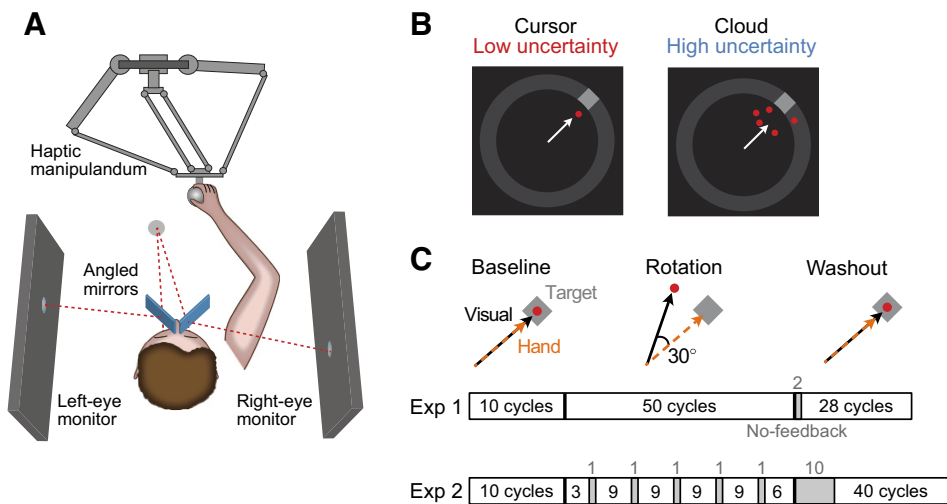 A
Haptic
manipulandum
Angled
mirrors
Left-eye
monitor
Right-eye
monitor
B
Cursor
Low uncertainty
Cloud
High uncertainty
C
Baseline
Rotation
Washout
Target
Visual
Hand
30°
2
Exp 1
10 cycles
50 cycles
28 cycles
No-feedback
1 1 1 1 1 10
Exp 2
10 cycles
3 9 9 9 9 6
40 cycles